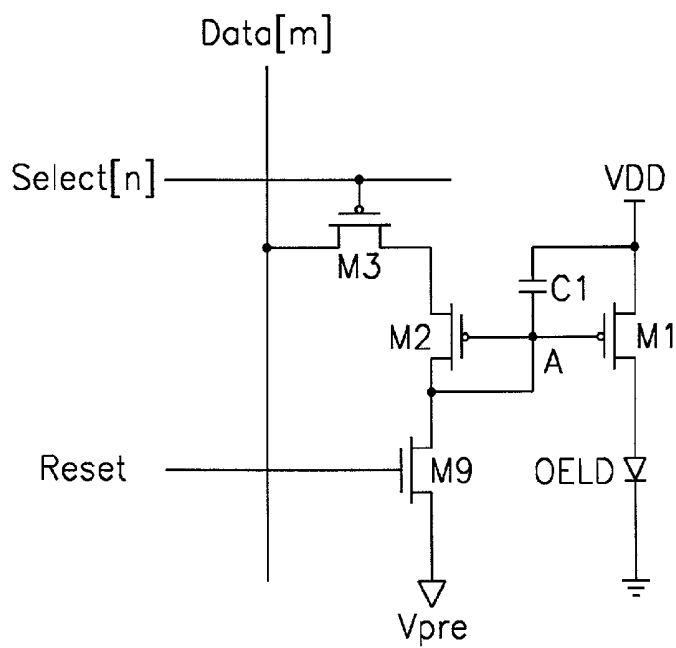 Data[m]
Select[n]
VDD
M3
C1
M2
M1
A
Reset
M9
OELD
Vpre